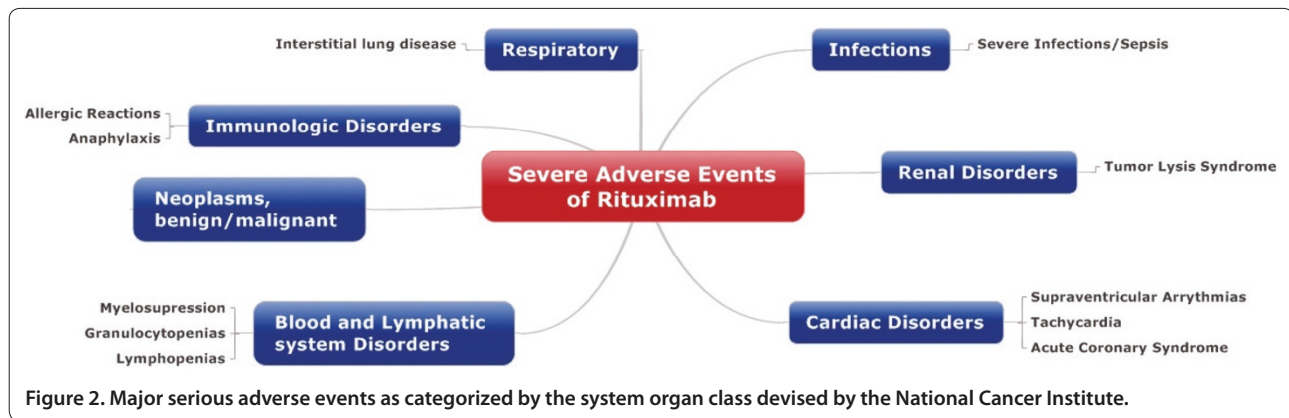 Interstitial lung disease
Respiratory
Infections
Severe Infections/Sepsis
Allergic Reactions
Anaphylaxis
Immunologic Disorders
Severe Adverse Events
of Rituximab
Renal Disorders
Tumor Lysis Syndrome
Neoplasms,
benign/malignant
Myelosupression
Granulocytopenias
Lymphopenias
Blood and Lymphatic
system Disorders
Cardiac Disorders
Supraventricular Arrythmias
Tachycardia
Acute Coronary Syndrome
Figure 2. Major serious adverse events as categorized by the system organ class devised by the National Cancer Institute.